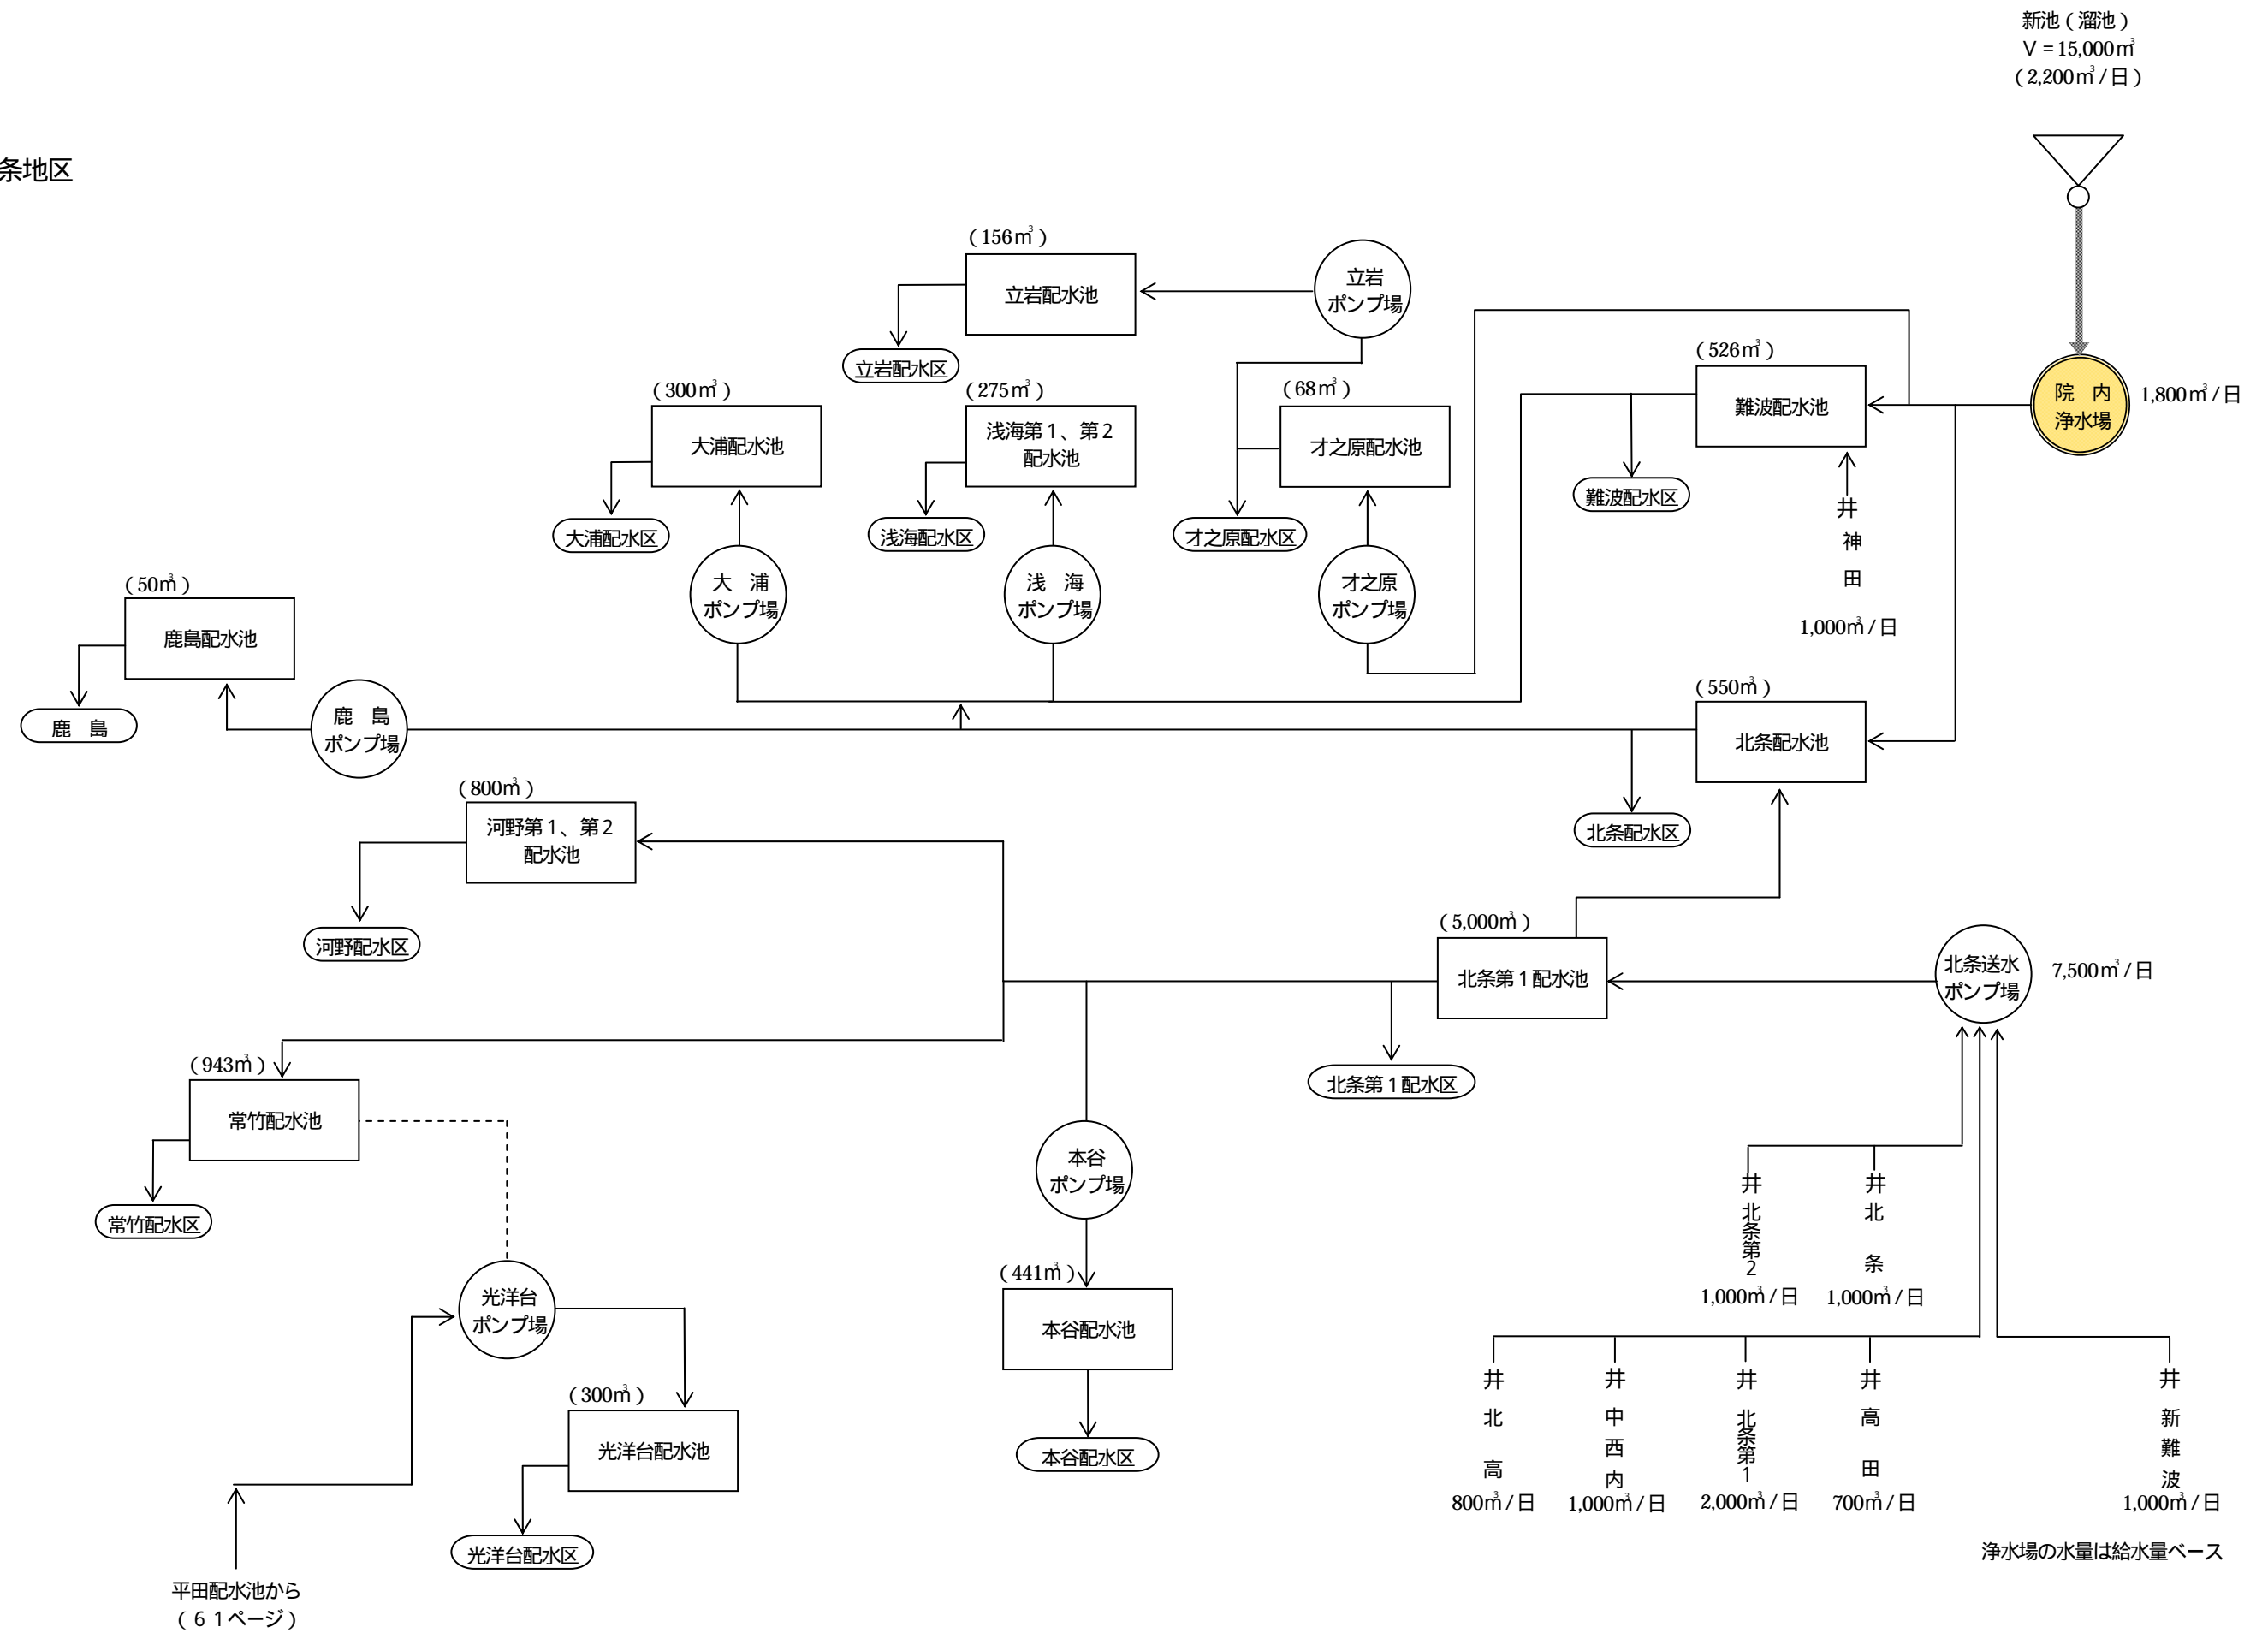 新池（溜池）
V＝15,000㎥
（2,200㎥/日）
条地区
（156㎥）
立岩配水池
立岩
ポンプ場
立岩配水区
（526㎥）
難波配水池
院　内
浄水場
1,800㎥/日
（300㎥）
大浦配水池
（275㎥）
浅海第1、第2
配水池
（68㎥）
才之原配水池
難波配水区
井
神
田
1,000㎥/日
大浦配水区
浅海配水区
才之原配水区
大　浦
ポンプ場
浅　海
ポンプ場
才之原
ポンプ場
（50㎥）
鹿島配水池
鹿　島
鹿　島
ポンプ場
（550㎥）
北条配水池
北条配水区
（800㎥）
河野第1、第2
配水池
河野配水区
（5,000㎥）
北条第1配水池
北条送水
ポンプ場
7,500㎥/日
北条第1配水区
（943㎥）
常竹配水池
常竹配水区
本谷
ポンプ場
（441㎥）
本谷配水池
本谷配水区
光洋台
ポンプ場
（300㎥）
光洋台配水池
光洋台配水区
平田配水池から
（６１ページ）
井
北条第2
1,000㎥/日
井
北　条
1,000㎥/日
井
北　高
800㎥/日
井
中西内
1,000㎥/日
井
北条第1
2,000㎥/日
井
高　田
700㎥/日
井
新難波
1,000㎥/日
浄水場の水量は給水量ベース